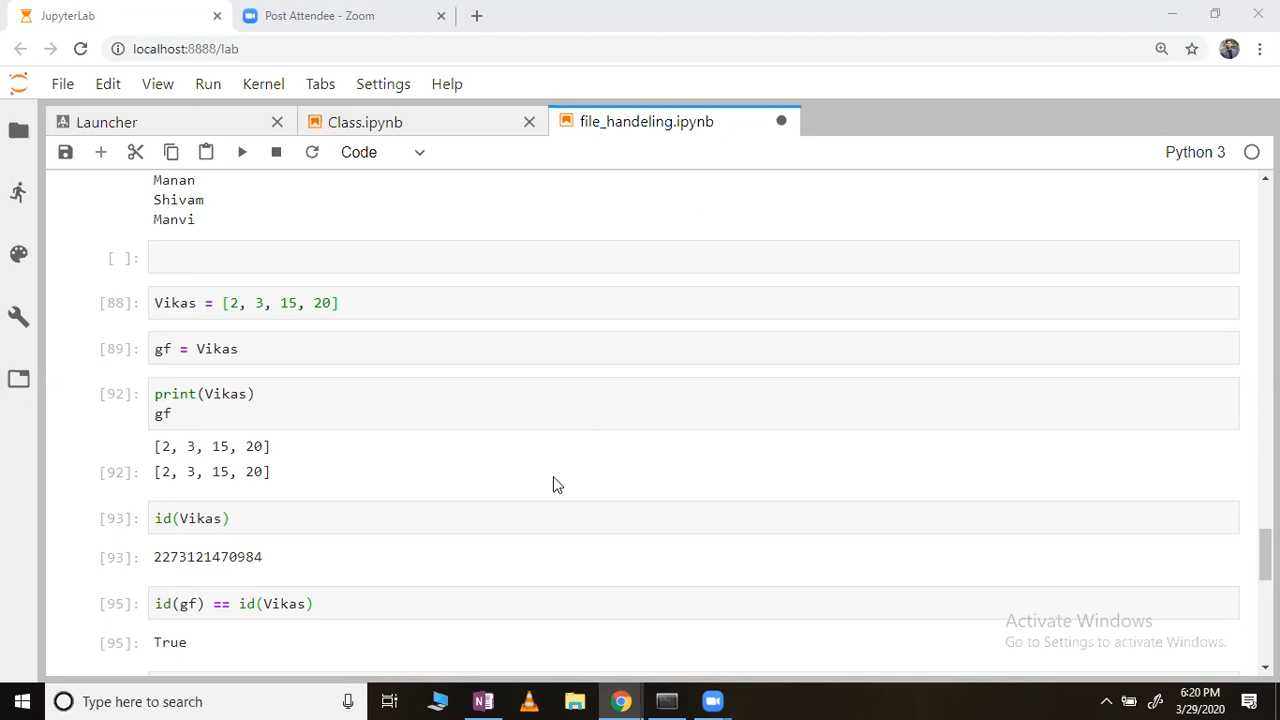 JupyterLab
Post Attendee - Zoom
localhost:8888/lab
File Edit View Run Kernel Tabs Settings Help
Launcher
Class.ipynb
file_handeling.ipynb
Code
Python 3
Manan
Shivam
Manvi
[ ]:
[88]: Vikas = [2, 3, 15, 20]
[89]: gf = Vikas
[92]: print(Vikas)
gf
[2, 3, 15, 20]
[92]: [2, 3, 15, 20]
[93]: id(Vikas)
[93]: 2273121470984
[95]: id(gf) == id(Vikas)
[95]: True
Activate Windows
Go to Settings to activate Windows.
Type here to search
6:20 PM
3/29/2020